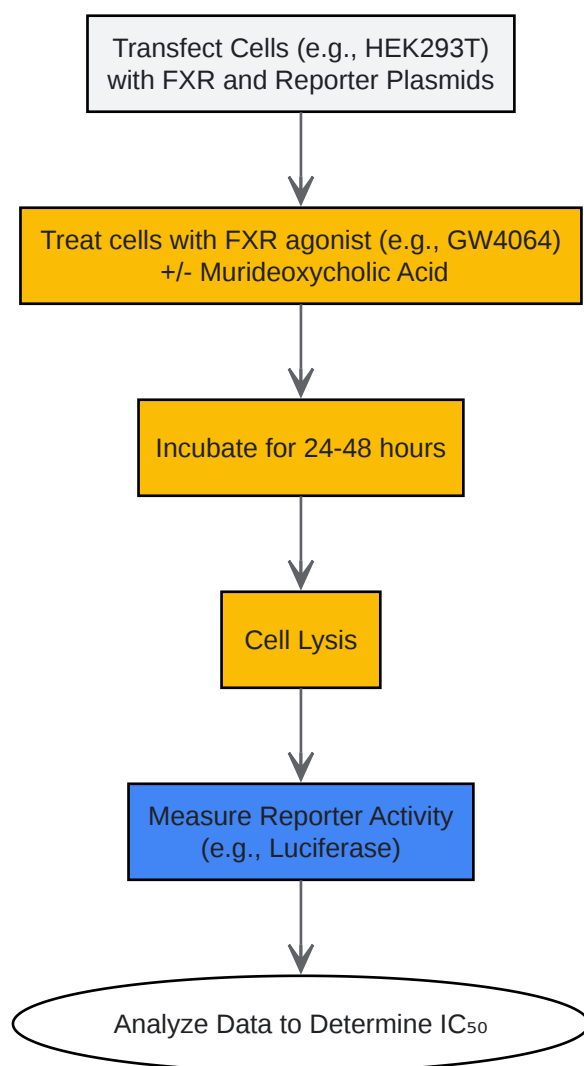 Transfect Cells (e.g., HEK293T)
with FXR and Reporter Plasmids
Treat cells with FXR agonist (e.g., GW4064)
+/- Murideoxycholic Acid
Incubate for 24-48 hours
Cell Lysis
Measure Reporter Activity
(e.g., Luciferase)
Analyze Data to Determine IC₅₀